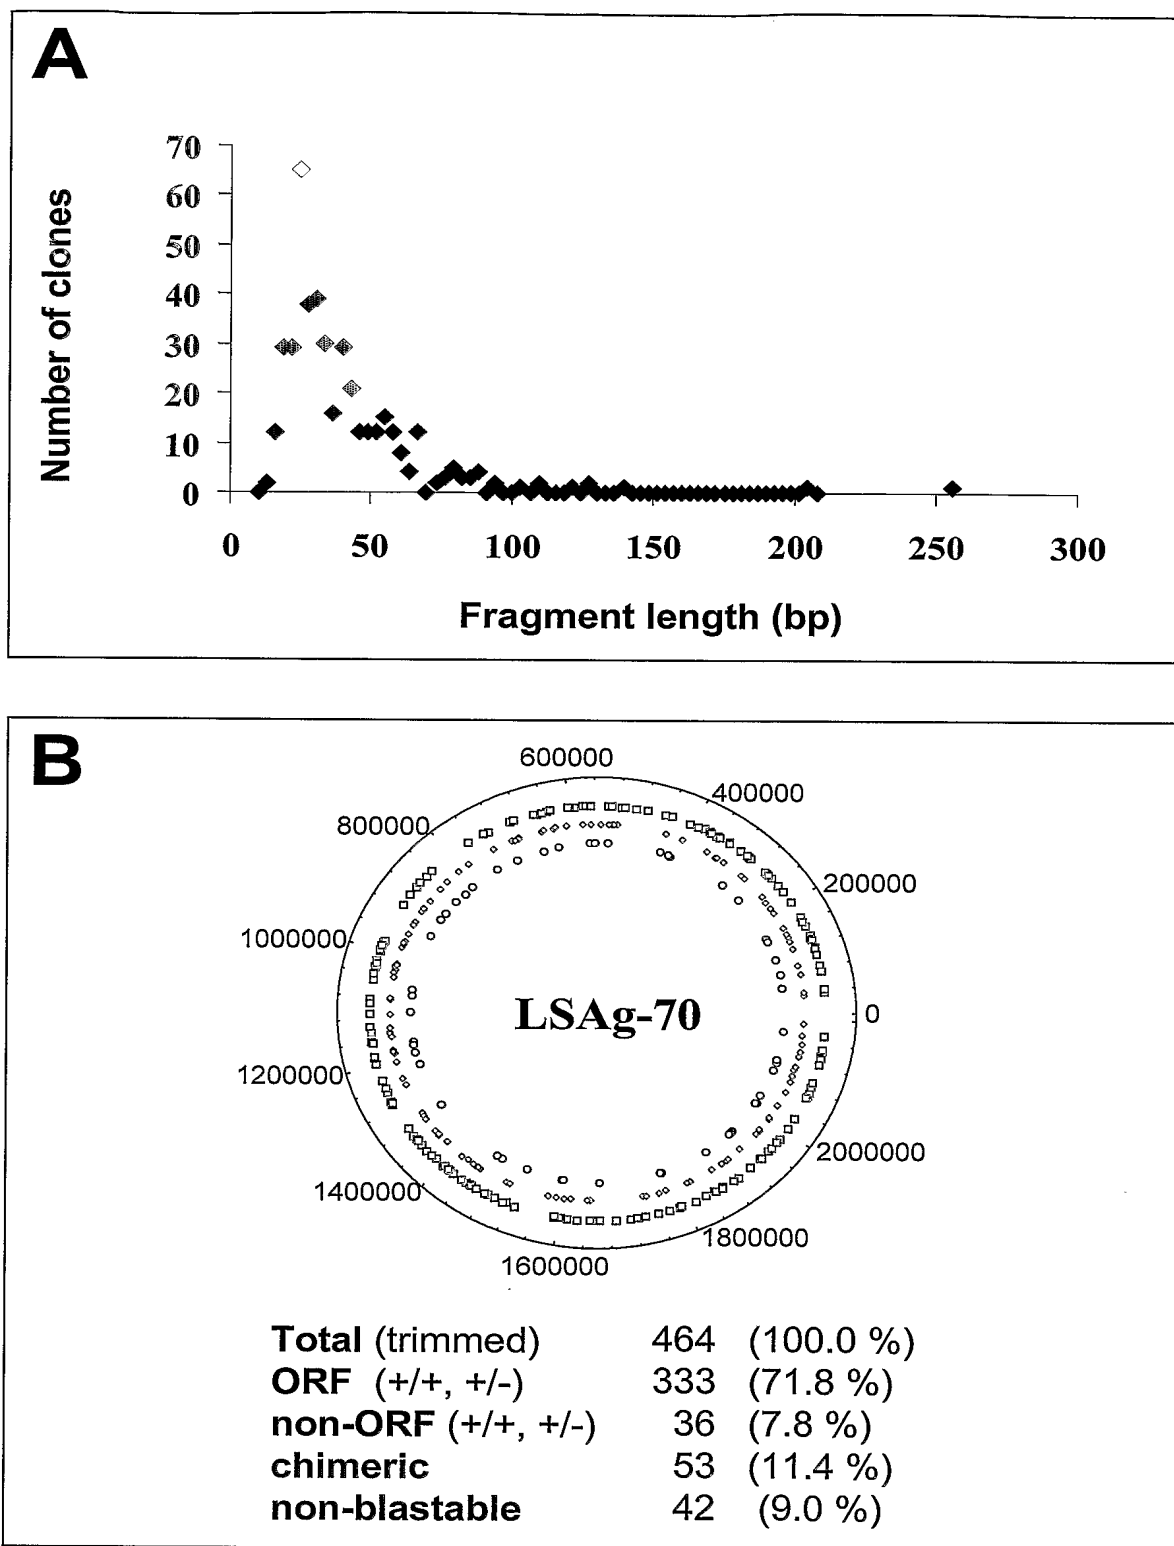 A
70
60
50
40
30
20
10
0
Number of clones
0 50 100 150 200 250 300
Fragment length (bp)
B
600000
400000
800000
200000
1000000
LSAg-70
0
1200000
2000000
1400000
1800000
1600000
Total (trimmed) 464 (100.0 %)
ORF (+/+, +/-) 333 (71.8 %)
non-ORF (+/+, +/-) 36 (7.8 %)
chimeric 53 (11.4 %)
non-blastable 42 (9.0 %)